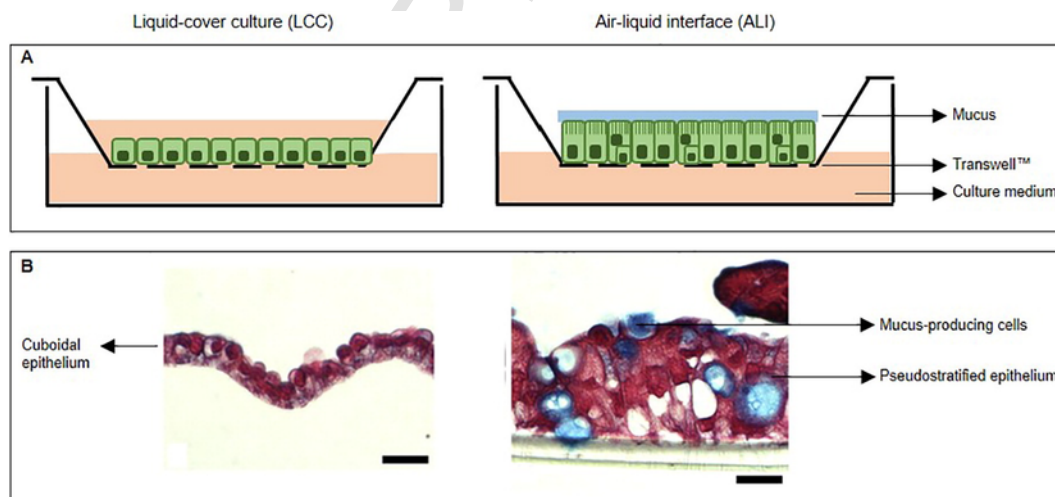 Liquid-cover culture (LCC)
Air-liquid interface (ALI)
A
Mucus
Transwell™
Culture medium
B
Cuboidal
epithelium
Mucus-producing cells
Pseudostratified epithelium